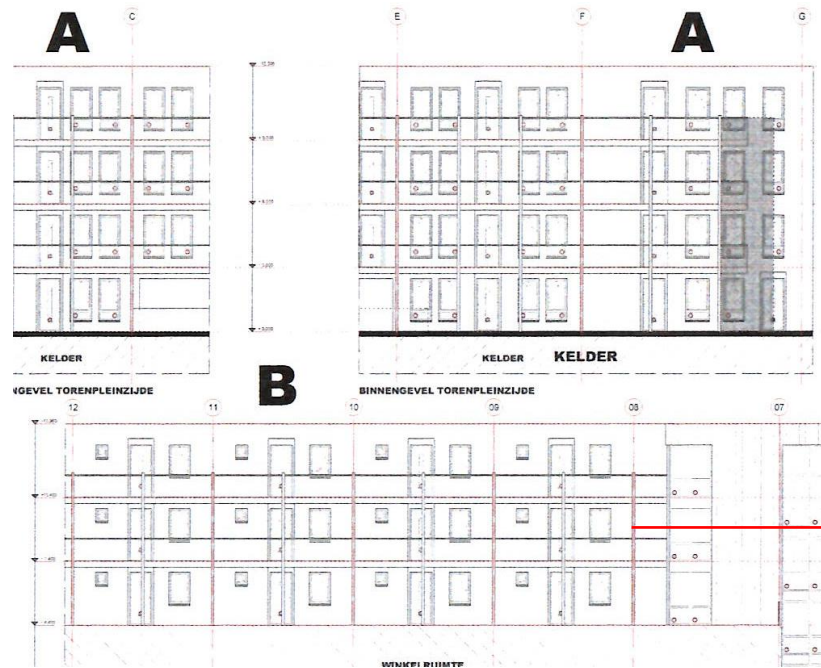 A C E F A G
KELDER KELDER KELDER
NGEVEL TORENPLEINZIJDE B BINNENGEVEL TORENPLEINZIJDE
12 11 10 09 08 07
WINKELRUIMTE